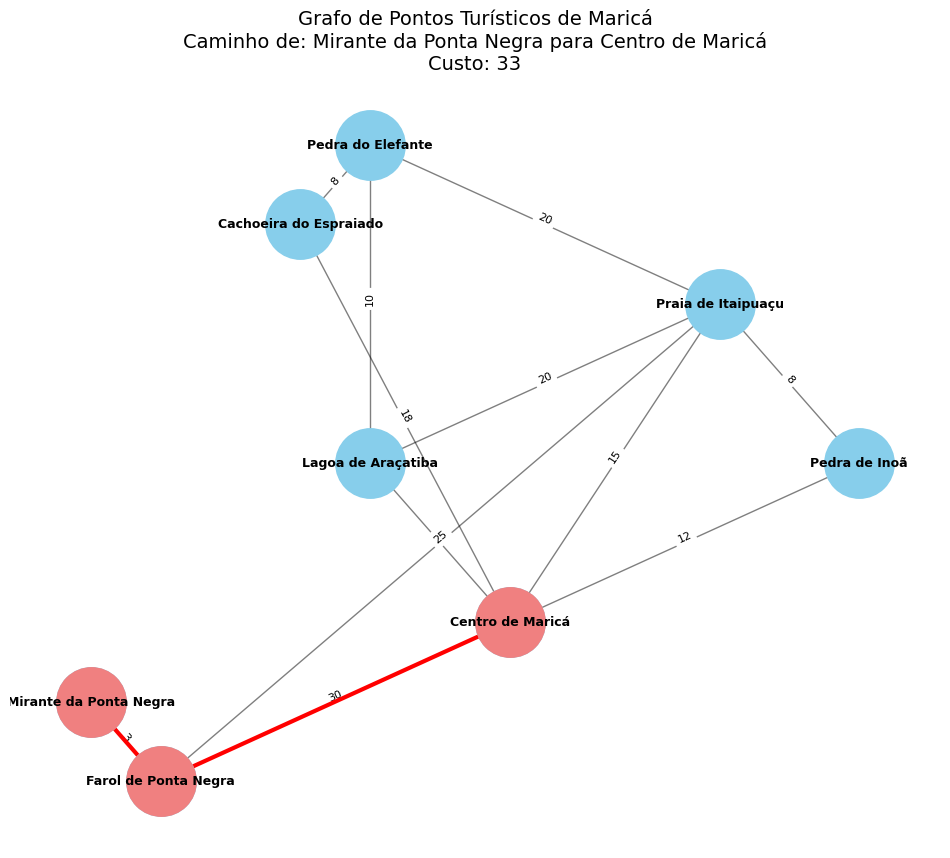 Grafo de Pontos Turísticos de Maricá
Caminho de: Mirante da Ponta Negra para Centro de Maricá
Custo: 33
Pedra do Elefante
8
Cachoeira do Espraiado
20
10
Praia de Itaipuaçu
20
8
18
15
Lagoa de Araçatiba
Pedra de Inoã
25
12
Centro de Maricá
30
Mirante da Ponta Negra
3
Farol de Ponta Negra